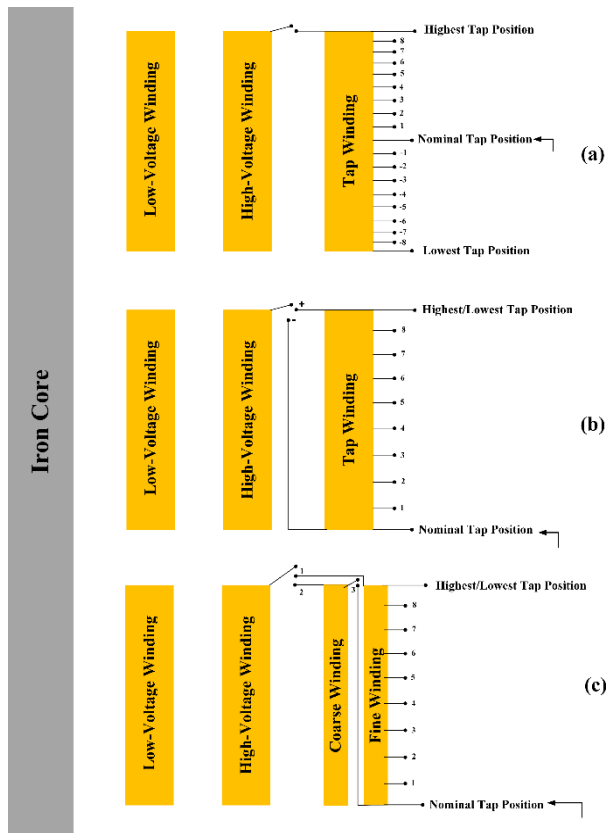 Iron Core
Low-Voltage Winding
High-Voltage Winding
Tap Winding
Highest Tap Position
8
7
6
5
4
3
2
1
Nominal Tap Position
-1
-2
-3
-4
-5
-6
-7
-8
Lowest Tap Position
(a)
Low-Voltage Winding
High-Voltage Winding
+
-
Tap Winding
Highest/Lowest Tap Position
8
7
6
5
4
3
2
1
Nominal Tap Position
(b)
Low-Voltage Winding
High-Voltage Winding
1
2
3
Coarse Winding
Fine Winding
Highest/Lowest Tap Position
8
7
6
5
4
3
2
1
Nominal Tap Position
(c)